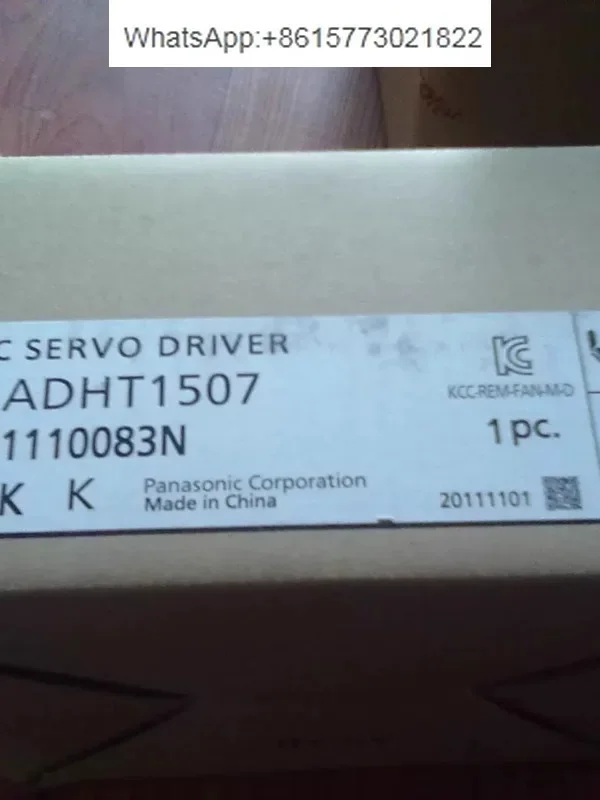 WhatsApp:+8615773021822
C SERVO DRIVER
ADHT1507
KCC-REM-FAN-M-D
1110083N
1 pc.
K K
Panasonic Corporation
Made in China
20111101